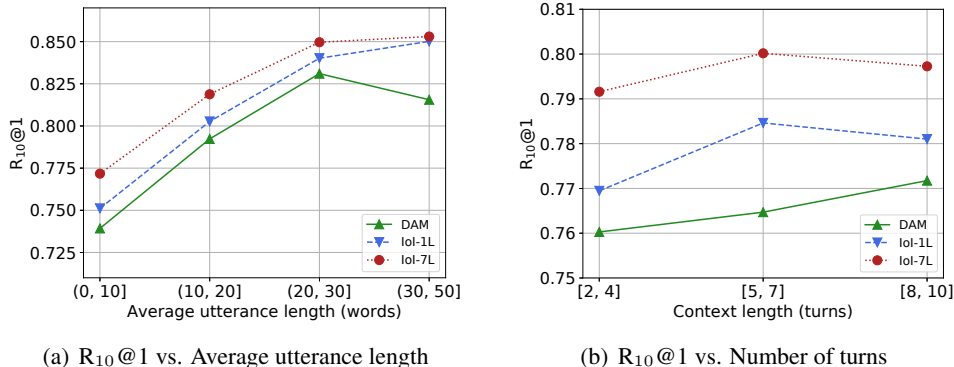 R10@1
0.850
0.825
0.800
0.775
0.750
0.725
DAM
IoI-1L
IoI-7L
(0, 10] (10, 20] (20, 30] (30, 50]
Average utterance length (words)
(a) R10@1 vs. Average utterance length
R10@1
0.81
0.80
0.79
0.78
0.77
0.76
0.75
DAM
IoI-1L
IoI-7L
[2, 4] [5, 7] [8, 10]
Context length (turns)
(b) R10@1 vs. Number of turns